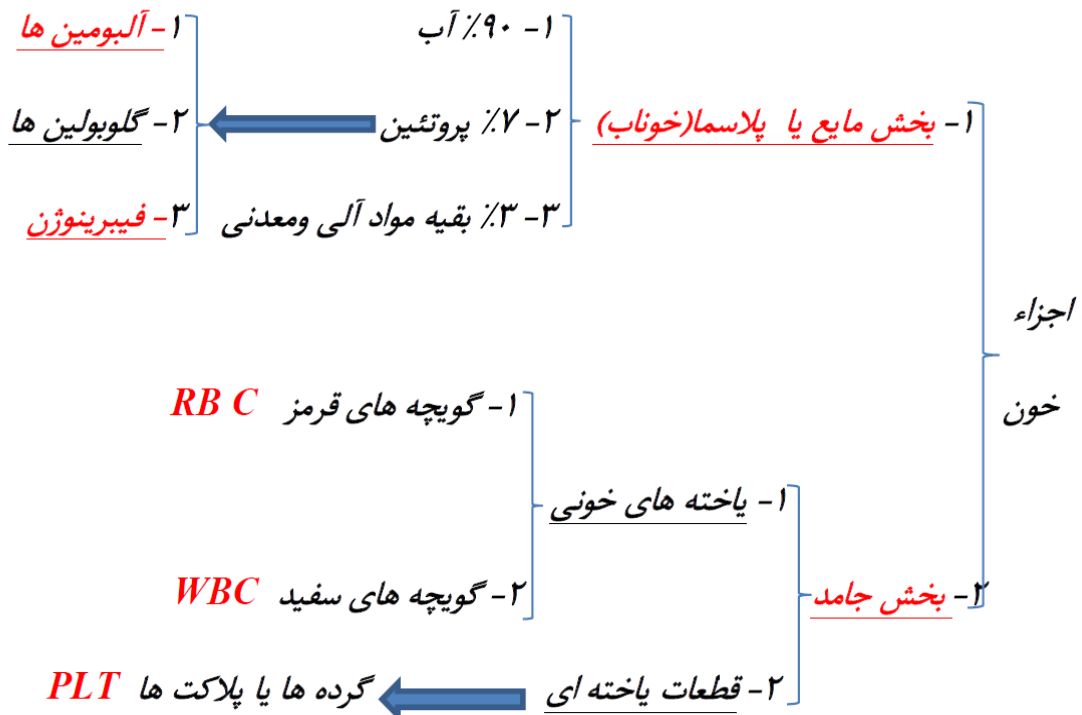 اجزاء
خون
۱- بخش مایع یا پلاسما(خوناب)
۱- ۹۰٪ آب
۲- ۷٪ پروتئین
۱- آلبومین ها
۲- گلوبولین ها
۳- فیبرینوژن
۳- ۳٪ بقیه مواد آلی ومعدنی
۲- بخش جامد
۱- یاخته های خونی
۱- گویچه های قرمز RB C
۲- گویچه های سفید WBC
۲- قطعات یاخته ای
گرده ها یا پلاکت ها PLT